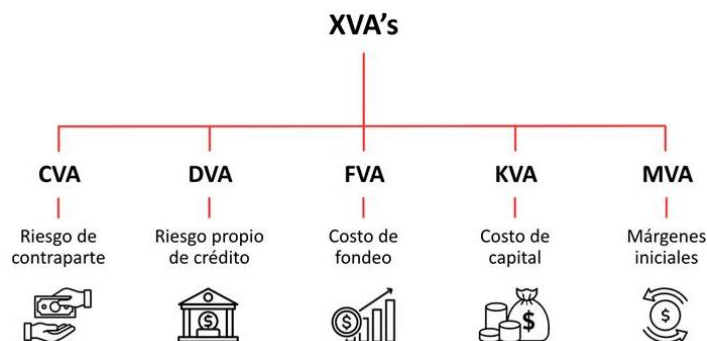 XVA's
CVA
DVA
FVA
KVA
MVA
Riesgo de
contraparte
Riesgo propio
de crédito
Costo de
fondeo
Costo de
capital
Márgenes
iniciales
$
$
$
$